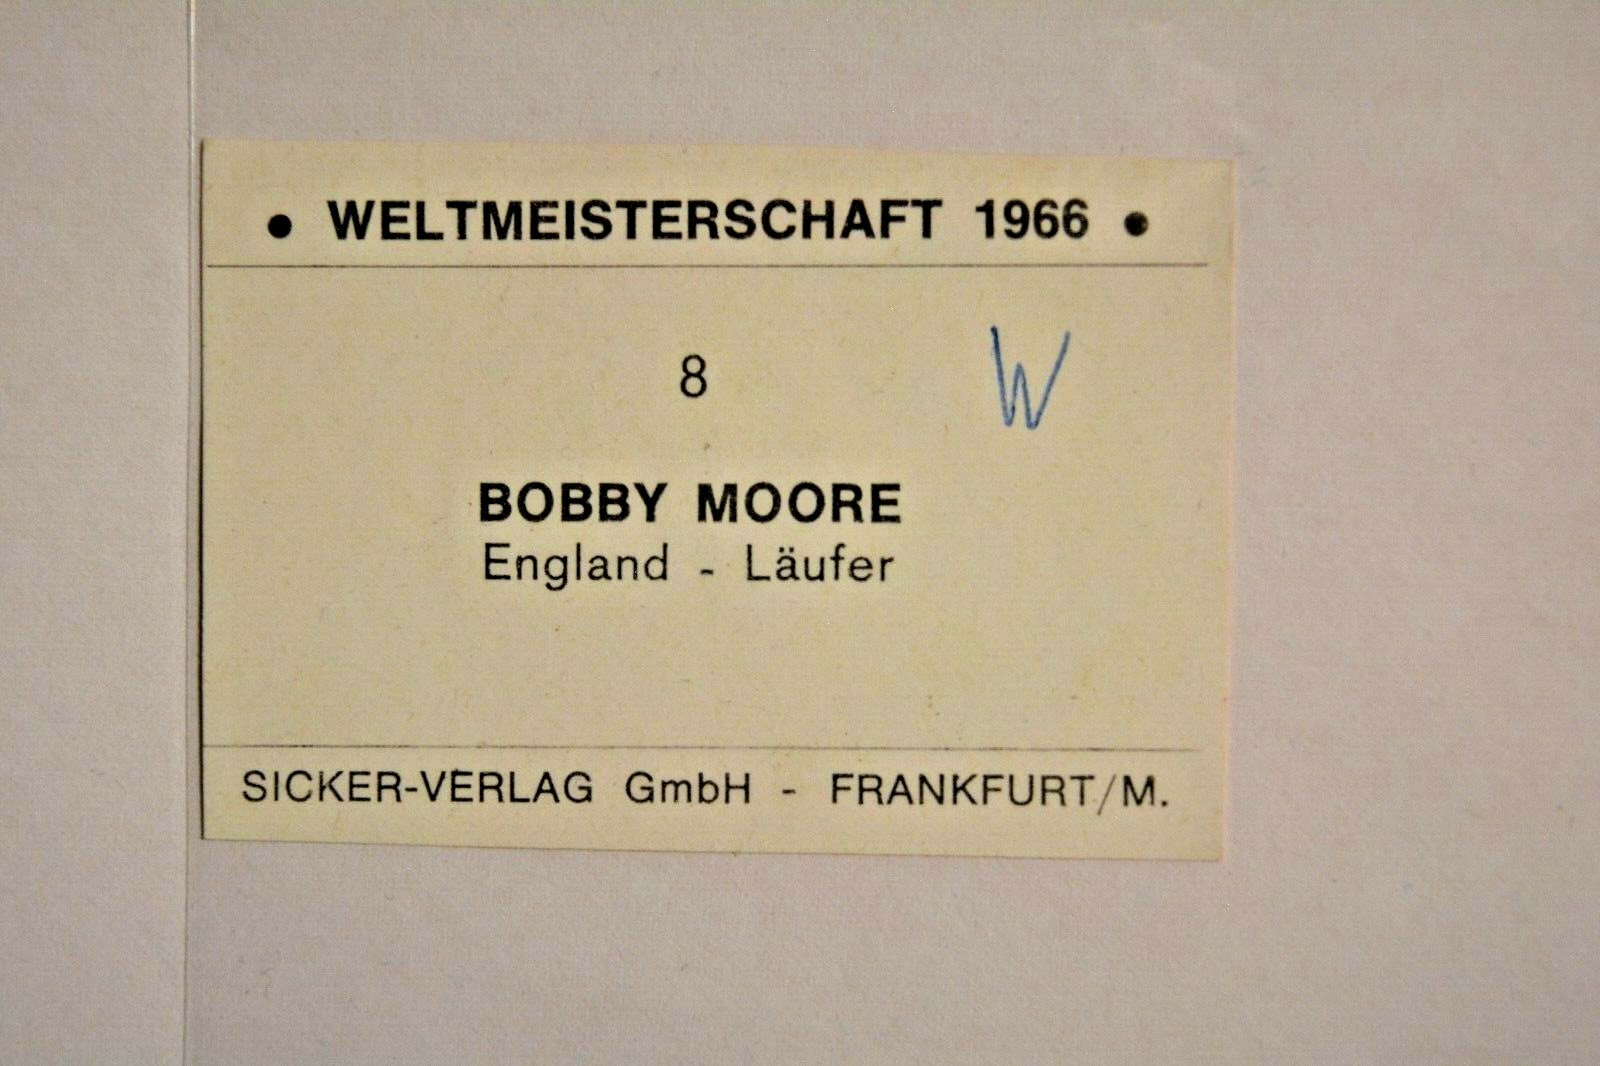 • WELTMEISTERSCHAFT 1966 •
8
W
BOBBY MOORE
England - Läufer
SICKER-VERLAG GmbH - FRANKFURT/M.